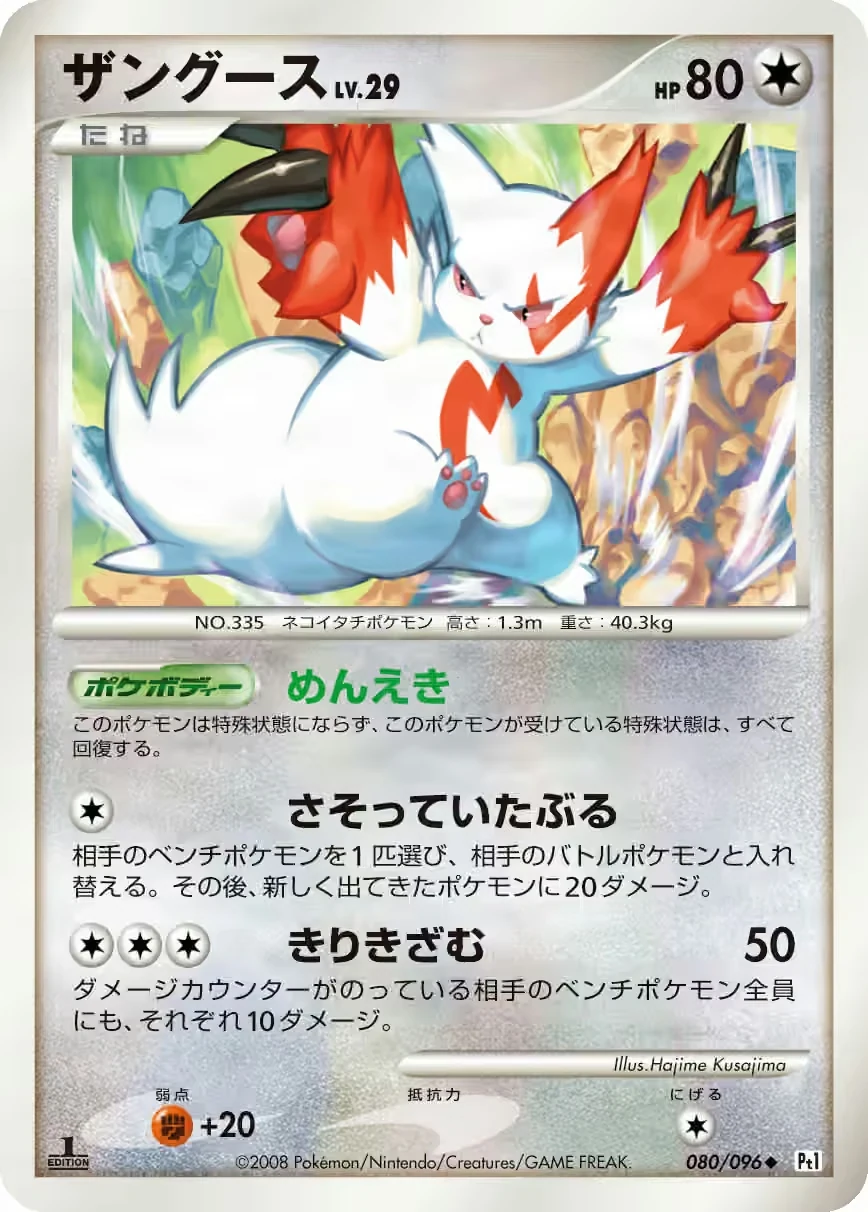 ザングース LV.29 HP 80
たね
NO.335 ネコイタチポケモン 高さ：1.3m 重さ：40.3kg
ポケボディー めんえき
このポケモンは特殊状態にならず、このポケモンが受けている特殊状態は、すべて
回復する。
さそっていたぶる
相手のベンチポケモンを1匹選び、相手のバトルポケモンと入れ
替える。その後、新しく出てきたポケモンに20ダメージ。
きりきざむ 50
ダメージカウンターがのっている相手のベンチポケモン全員
にも、それぞれ10ダメージ。
Illus.Hajime Kusajima
弱点 抵抗力 にげる
+20
1 EDITION ©2008 Pokémon/Nintendo/Creatures/GAME FREAK. 080/096 Pt1